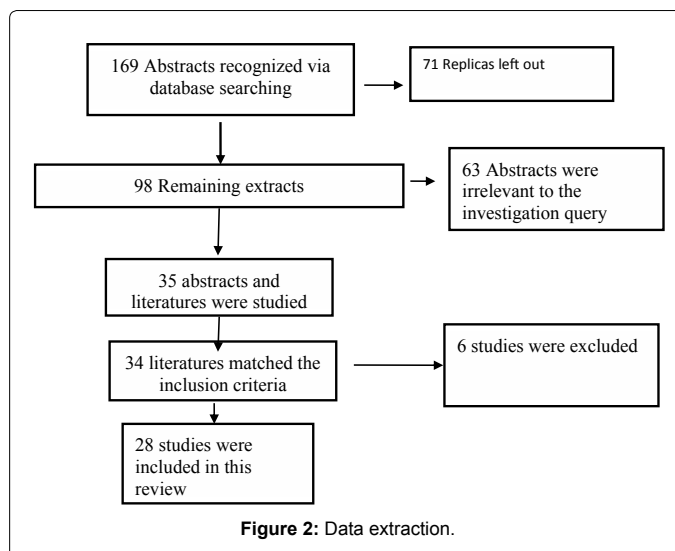 169 Abstracts recognized via
database searching
71 Replicas left out
98 Remaining extracts
63 Abstracts were
irrelevant to the
investigation query
35 abstracts and
literatures were studied
34 literatures matched the
inclusion criteria
6 studies were excluded
28 studies were
included in this
review
Figure 2: Data extraction.